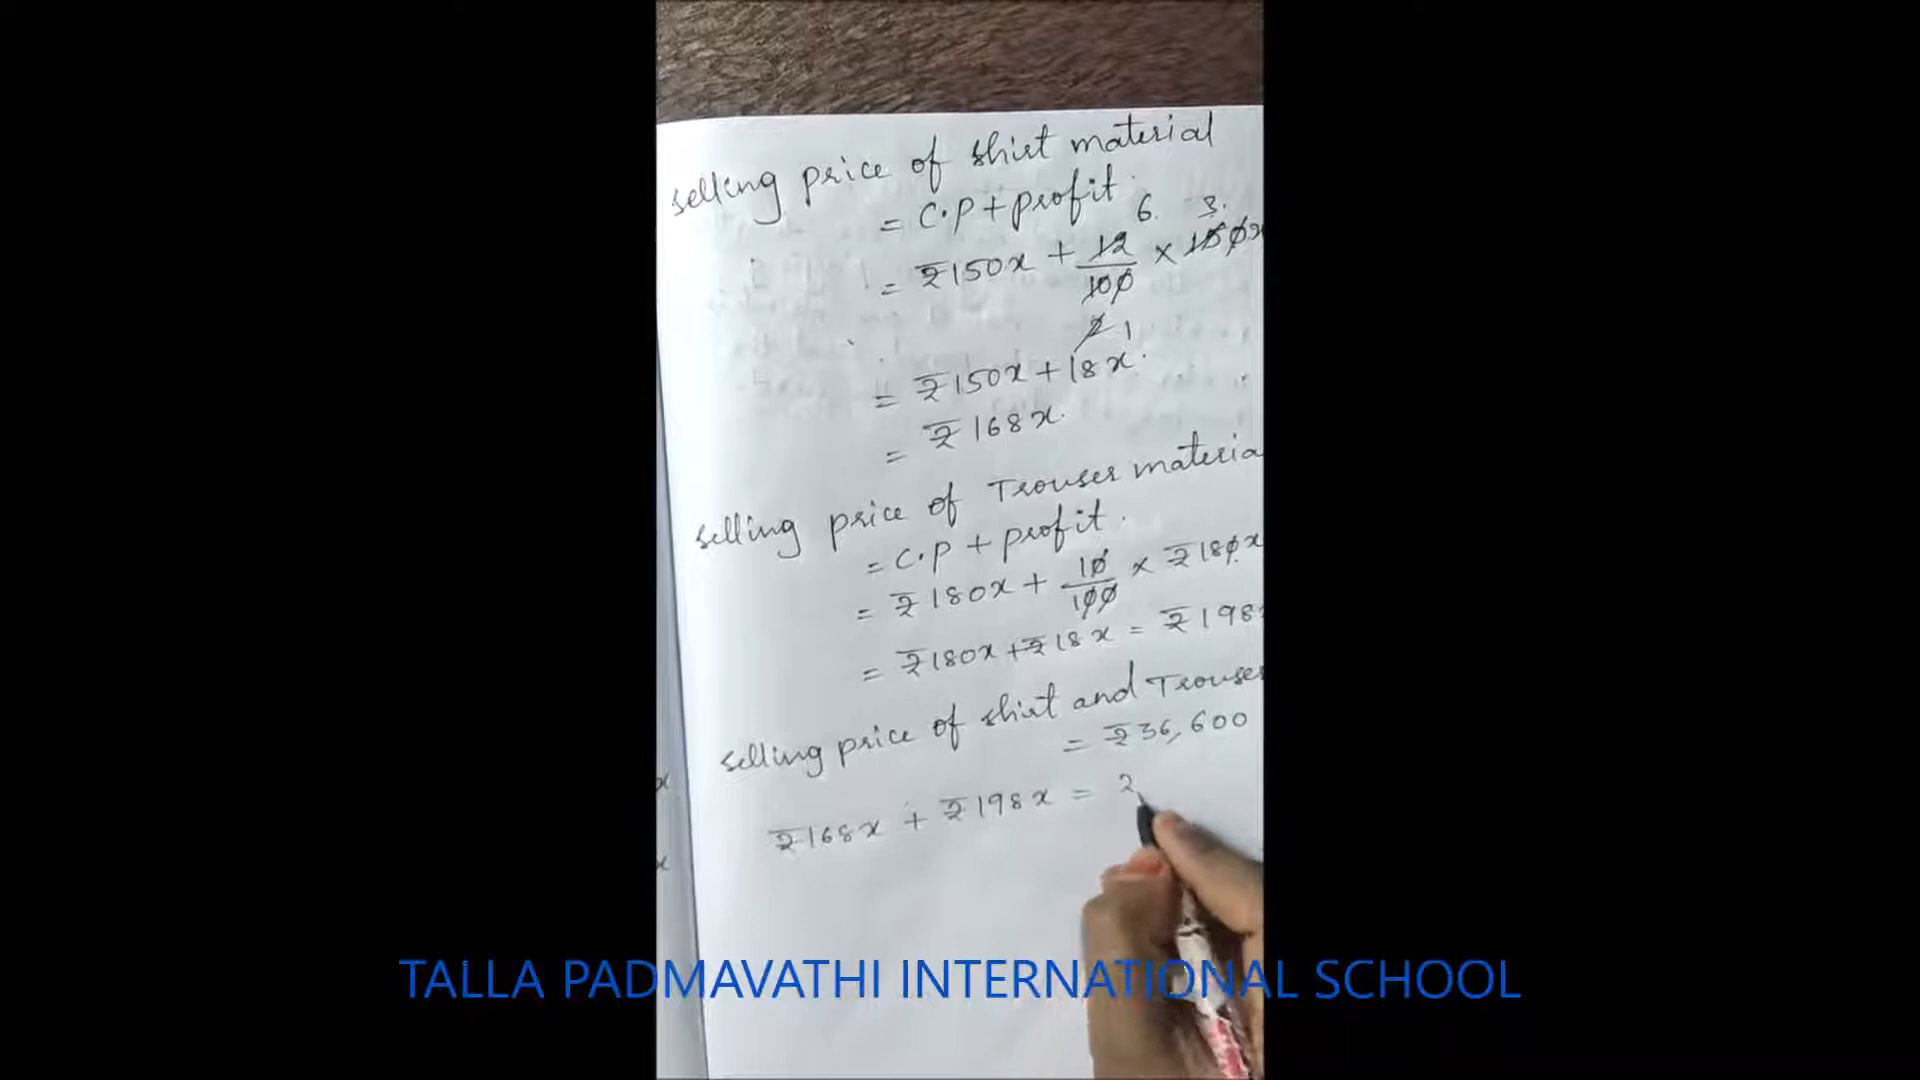 selling price of shirt material
= C.P + profit.
6. 3.
= ₹150x + 12/100 × 150x
2 1
= ₹150x + 18x.
= ₹168x.
selling price of Trouser materia
= C.P + profit.
= ₹180x + 10/100 × ₹180x
= ₹180x + ₹18x = ₹198
selling price of shirt and Trouser
= ₹36,600
₹168x + ₹198x =
x
x
TALLA PADMAVATHI INTERNATIONAL SCHOOL